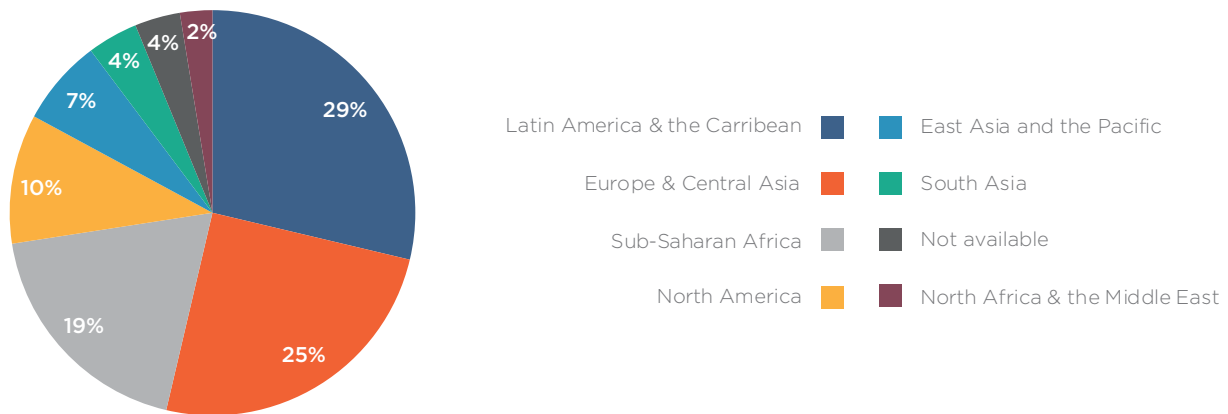 2%
4%
4%
29%
7%
10%
19%
25%
Latin America & the Carribean
East Asia and the Pacific
Europe & Central Asia
South Asia
Sub-Saharan Africa
Not available
North America
North Africa & the Middle East